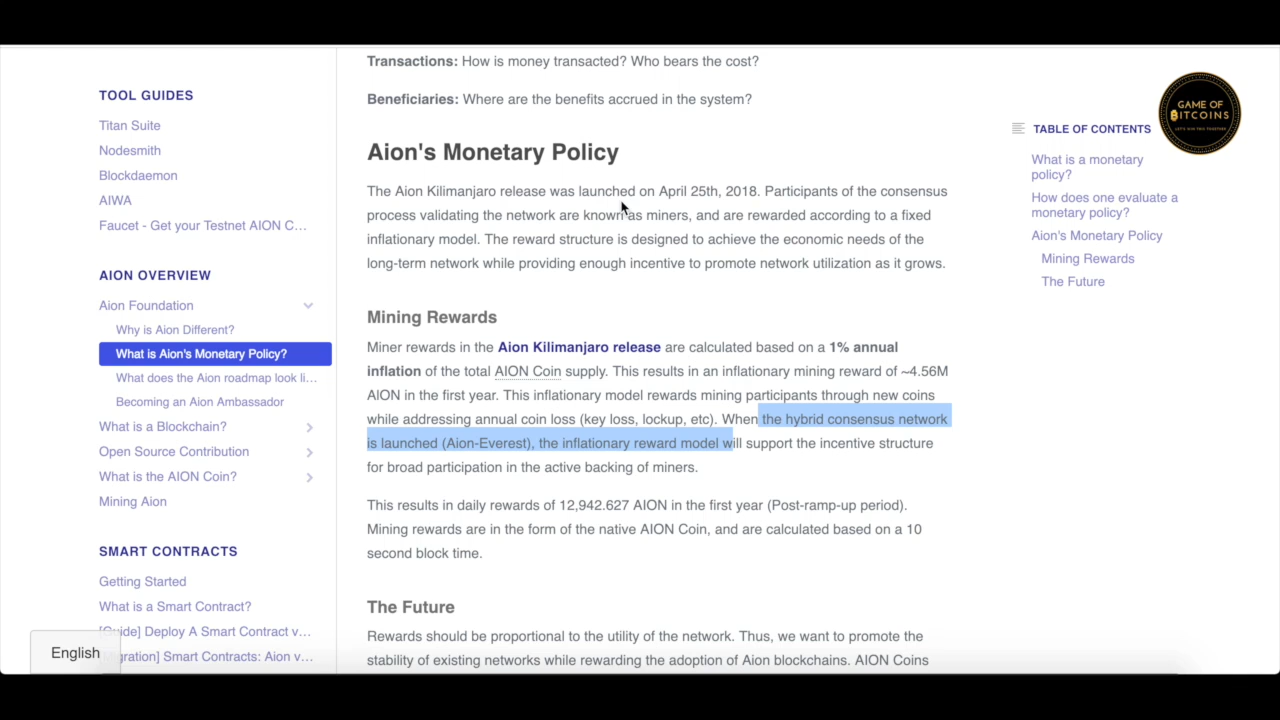 TOOL GUIDES
Titan Suite
Nodesmith
Blockdaemon
AIWA
Faucet - Get your Testnet AION C...
AION OVERVIEW
Aion Foundation
Why is Aion Different?
What is Aion's Monetary Policy?
What does the Aion roadmap look li...
Becoming an Aion Ambassador
What is a Blockchain?
Open Source Contribution
What is the AION Coin?
Mining Aion
SMART CONTRACTS
Getting Started
What is a Smart Contract?
[Guide] Deploy A Smart Contract v...
igration] Smart Contracts: Aion v...
English
Transactions: How is money transacted? Who bears the cost?
Beneficiaries: Where are the benefits accrued in the system?
Aion's Monetary Policy
The Aion Kilimanjaro release was launched on April 25th, 2018. Participants of the consensus
process validating the network are known as miners, and are rewarded according to a fixed
inflationary model. The reward structure is designed to achieve the economic needs of the
long-term network while providing enough incentive to promote network utilization as it grows.
Mining Rewards
Miner rewards in the Aion Kilimanjaro release are calculated based on a 1% annual
inflation of the total AION Coin supply. This results in an inflationary mining reward of ~4.56M
AION in the first year. This inflationary model rewards mining participants through new coins
while addressing annual coin loss (key loss, lockup, etc). When the hybrid consensus network
is launched (Aion-Everest), the inflationary reward model will support the incentive structure
for broad participation in the active backing of miners.
This results in daily rewards of 12,942.627 AION in the first year (Post-ramp-up period).
Mining rewards are in the form of the native AION Coin, and are calculated based on a 10
second block time.
The Future
Rewards should be proportional to the utility of the network. Thus, we want to promote the
stability of existing networks while rewarding the adoption of Aion blockchains. AION Coins
TABLE OF CONTENTS
What is a monetary
policy?
How does one evaluate a
monetary policy?
Aion's Monetary Policy
Mining Rewards
The Future
GAME OF
BITCOINS
LET'S WIN THIS TOGETHER